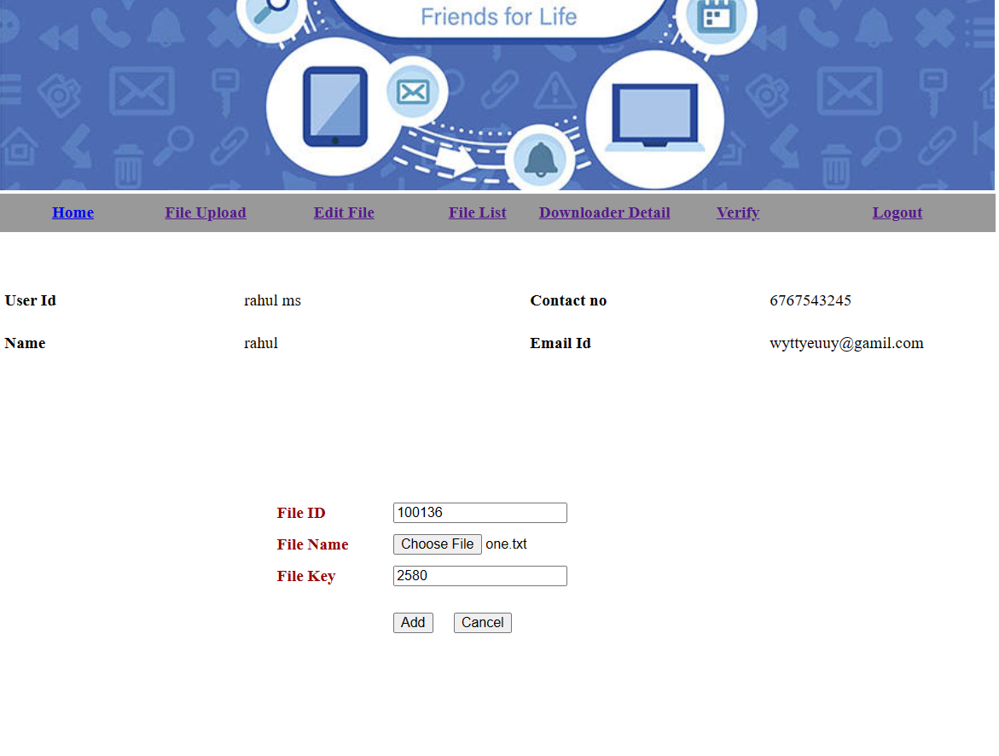 Friends for Life
Home File Upload Edit File File List Downloader Detail Verify Logout
User Id rahul ms Contact no 6767543245
Name rahul Email Id wyttyeuuy@gamil.com
File ID 100136
File Name Choose File one.txt
File Key 2580
Add Cancel